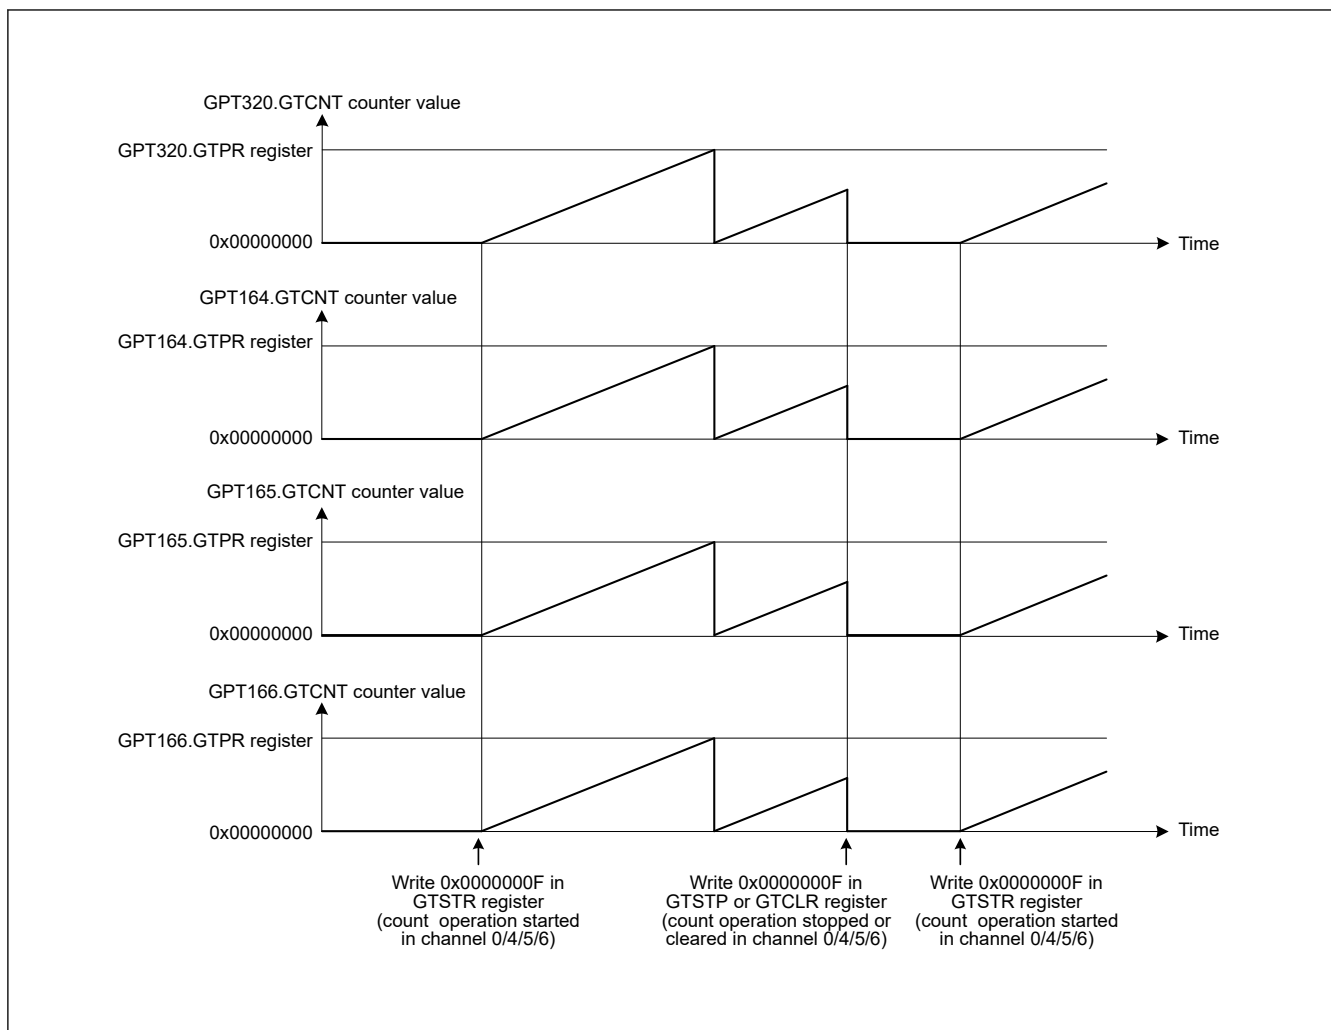 GPT320.GTCNT counter value
GPT320.GTPR register
0x00000000
Time
GPT164.GTCNT counter value
GPT164.GTPR register
0x00000000
Time
GPT165.GTCNT counter value
GPT165.GTPR register
0x00000000
Time
GPT166.GTCNT counter value
GPT166.GTPR register
0x00000000
Time
Write 0x0000000F in
GTSTR register
(count operation started
in channel 0/4/5/6)
Write 0x0000000F in
GTSTP or GTCLR register
(count operation stopped or
cleared in channel 0/4/5/6)
Write 0x0000000F in
GTSTR register
(count operation started
in channel 0/4/5/6)